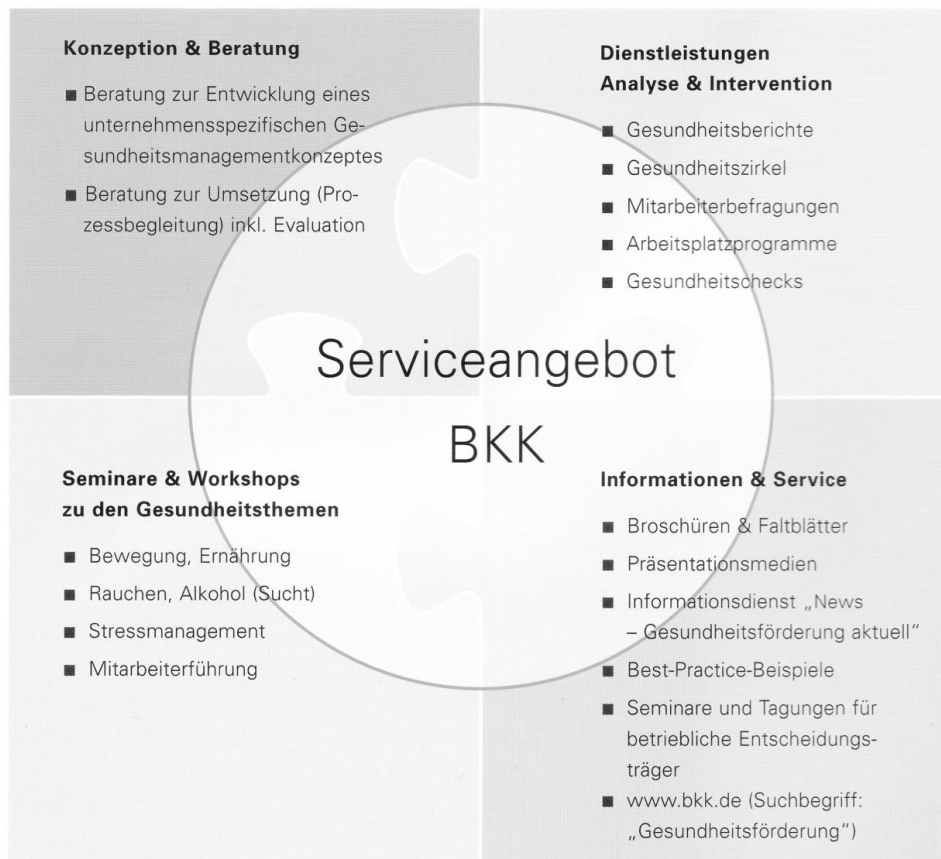 Konzeption & Beratung
■ Beratung zur Entwicklung eines
unternehmensspezifischen Ge-
sundheitsmanagementkonzeptes
■ Beratung zur Umsetzung (Pro-
zessbegleitung) inkl. Evaluation
Dienstleistungen
Analyse & Intervention
■ Gesundheitsberichte
■ Gesundheitszirkel
■ Mitarbeiterbefragungen
■ Arbeitsplatzprogramme
■ Gesundheitschecks
Serviceangebot
BKK
Seminare & Workshops
zu den Gesundheitsthemen
■ Bewegung, Ernährung
■ Rauchen, Alkohol (Sucht)
■ Stressmanagement
■ Mitarbeiterführung
Informationen & Service
■ Broschüren & Faltblätter
■ Präsentationsmedien
■ Informationsdienst „News
– Gesundheitsförderung aktuell“
■ Best-Practice-Beispiele
■ Seminare und Tagungen für
betriebliche Entscheidungs-
träger
■ www.bkk.de (Suchbegriff:
„Gesundheitsförderung“)